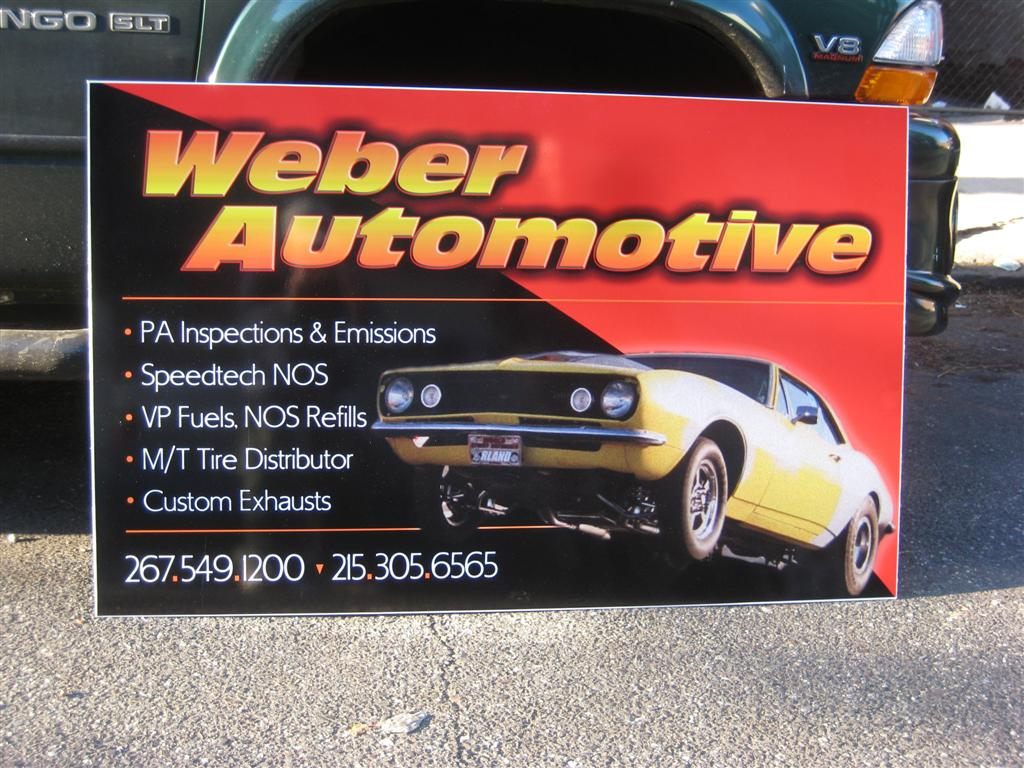 NGO SLT
V8
MAGNUM
Weber
Automotive
• PA Inspections & Emissions
• Speedtech NOS
• VP Fuels, NOS Refills
• M/T Tire Distributor
• Custom Exhausts
RLAND
267.549.1200 ▾ 215.305.6565